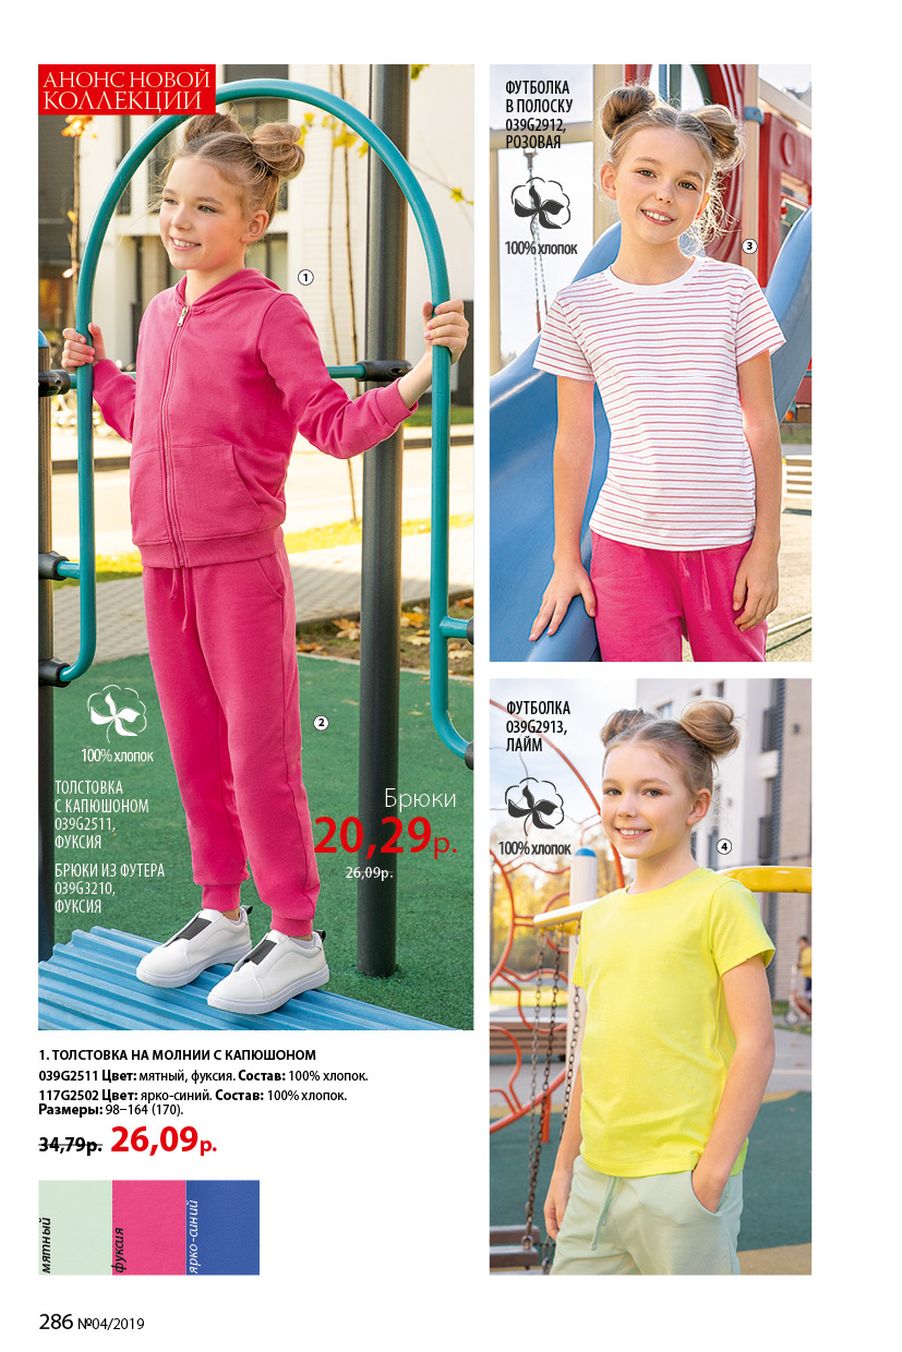 АНОНС НОВОЙ
КОЛЛЕКЦИИ
1
2
100% хлопок
ТОЛСТОВКА
С КАПЮШОНОМ
039G2511,
ФУКСИЯ
БРЮКИ ИЗ ФУТЕРА
039G3210,
ФУКСИЯ
Брюки
20,29р.
26,09р.
ФУТБОЛКА
В ПОЛОСКУ
039G2912,
РОЗОВАЯ
100% хлопок
3
ФУТБОЛКА
039G2913,
ЛАЙМ
100% хлопок
4
1. ТОЛСТОВКА НА МОЛНИИ С КАПЮШОНОМ
039G2511 Цвет: мятный, фуксия. Состав: 100% хлопок.
117G2502 Цвет: ярко-синий. Состав: 100% хлопок.
Размеры: 98–164 (170).
34,79р. 26,09р.
мятный
фуксия
ярко-синий
286 №04/2019